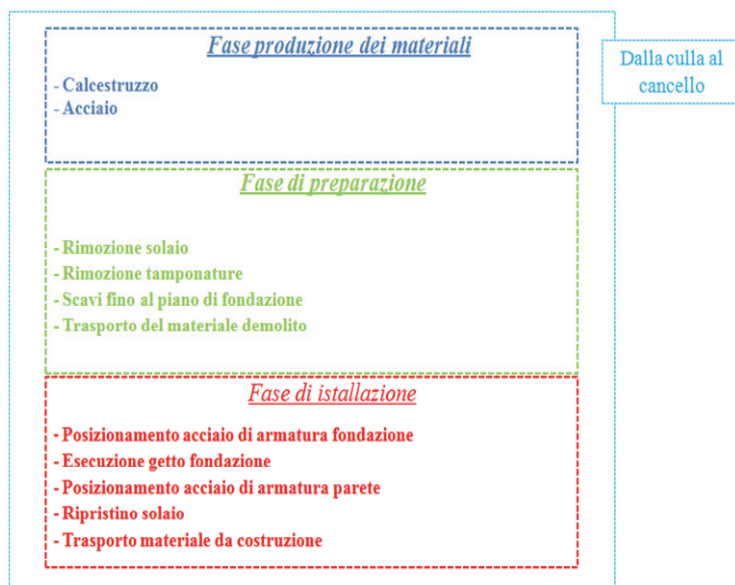 Fase produzione dei materiali
- Calcestruzzo
- Acciaio
Dalla culla al
cancello
Fase di preparazione
- Rimozione solaio
- Rimozione tamponature
- Scavi fino al piano di fondazione
- Trasporto del materiale demolito
Fase di istallazione
- Posizionamento acciaio di armatura fondazione
- Esecuzione getto fondazione
- Posizionamento acciaio di armatura parete
- Ripristino solaio
- Trasporto materiale da costruzione